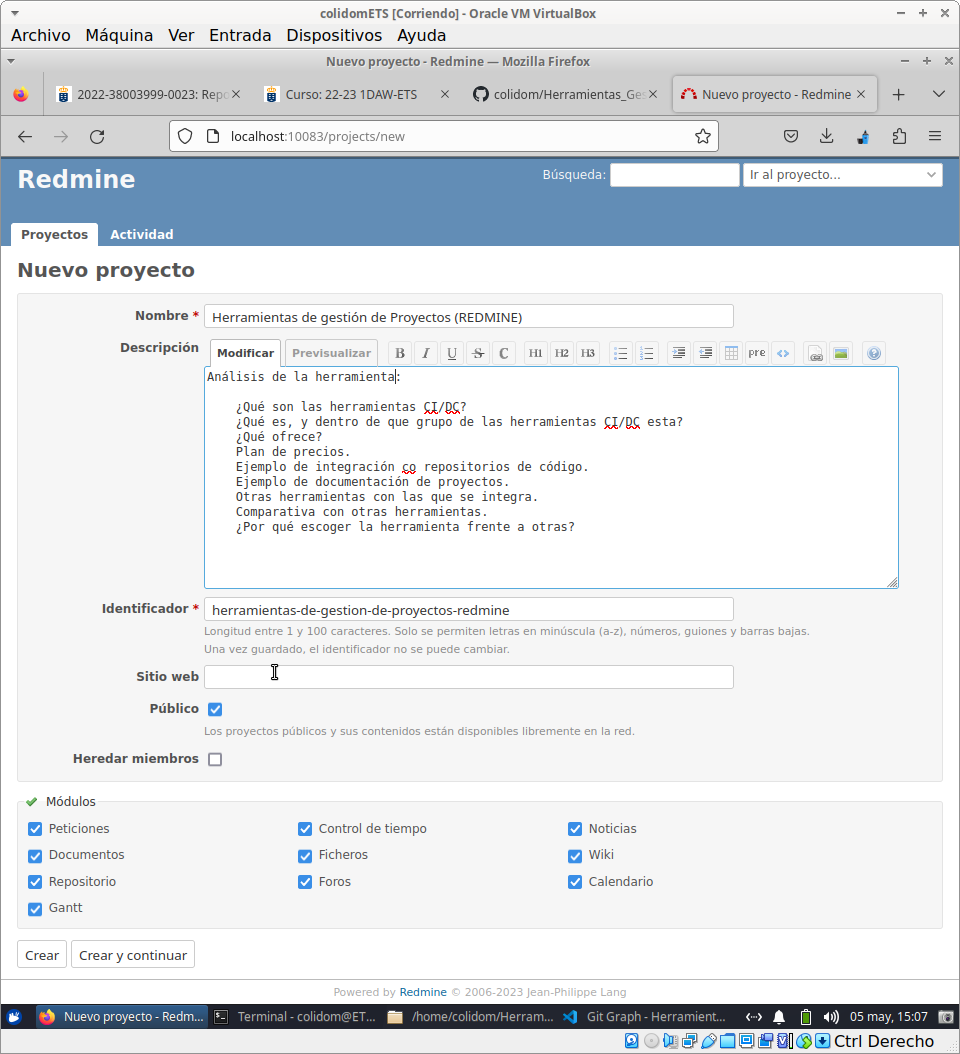 colidomETS [Corriendo] - Oracle VM VirtualBox
Archivo Máquina Ver Entrada Dispositivos Ayuda
Nuevo proyecto - Redmine — Mozilla Firefox
2022-38003999-0023: Repo
Curso: 22-23 1DAW-ETS
colidom/Herramientas_Ges
Nuevo proyecto - Redmine
localhost:10083/projects/new
Redmine
Búsqueda:
Ir al proyecto...
Proyectos
Actividad
Nuevo proyecto
Nombre *
Herramientas de gestión de Proyectos (REDMINE)
Descripción
Modificar
Previsualizar
B I U S C H1 H2 H3 pre <>
Análisis de la herramienta:
¿Qué son las herramientas CI/DC?
¿Qué es, y dentro de que grupo de las herramientas CI/DC esta?
¿Qué ofrece?
Plan de precios.
Ejemplo de integración co repositorios de código.
Ejemplo de documentación de proyectos.
Otras herramientas con las que se integra.
Comparativa con otras herramientas.
¿Por qué escoger la herramienta frente a otras?
Identificador *
herramientas-de-gestion-de-proyectos-redmine
Longitud entre 1 y 100 caracteres. Solo se permiten letras en minúscula (a-z), números, guiones y barras bajas.
Una vez guardado, el identificador no se puede cambiar.
Sitio web
Público
Los proyectos públicos y sus contenidos están disponibles libremente en la red.
Heredar miembros
Módulos
Peticiones Control de tiempo Noticias
Documentos Ficheros Wiki
Repositorio Foros Calendario
Gantt
Crear
Crear y continuar
Powered by Redmine © 2006-2023 Jean-Philippe Lang
Nuevo proyecto - Redm...
Terminal - colidom@ET...
/home/colidom/Herram...
Git Graph - Herramient...
05 may, 15:07
Ctrl Derecho